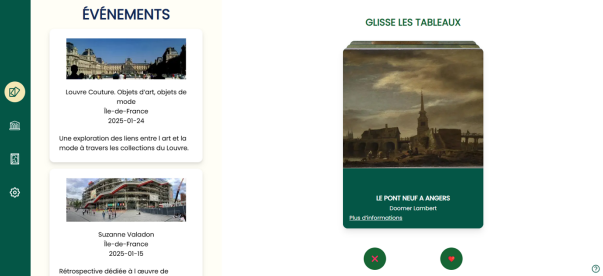 ÉVÉNEMENTS
Louvre Couture. Objets d'art, objets de
mode
Île-de-France
2025-01-24
Une exploration des liens entre l art et la
mode à travers les collections du Louvre.
Suzanne Valadon
Île-de-France
2025-01-15
Rétrospective dédiée à l œuvre de
GLISSE LES TABLEAUX
LE PONT NEUF A ANGERS
Doomer Lambert
Plus d'informations